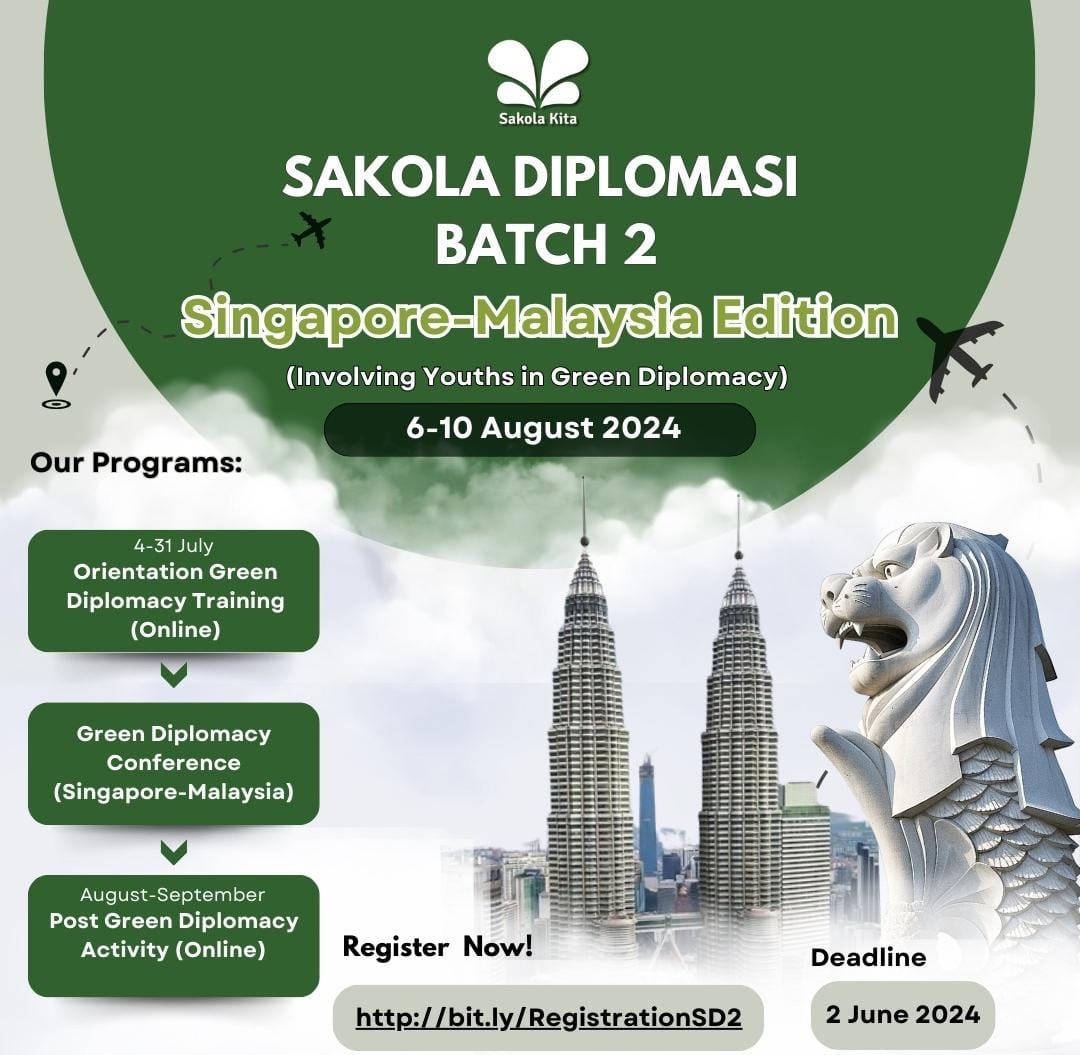 Sakola Kita
SAKOLA DIPLOMASI
BATCH 2
Singapore-Malaysia Edition
(Involving Youths in Green Diplomacy)
6-10 August 2024
Our Programs:
4-31 July
Orientation Green
Diplomacy Training
(Online)
Green Diplomacy
Conference
(Singapore-Malaysia)
August-September
Post Green Diplomacy
Activity (Online)
Register Now!
http://bit.ly/RegistrationSD2
Deadline
2 June 2024